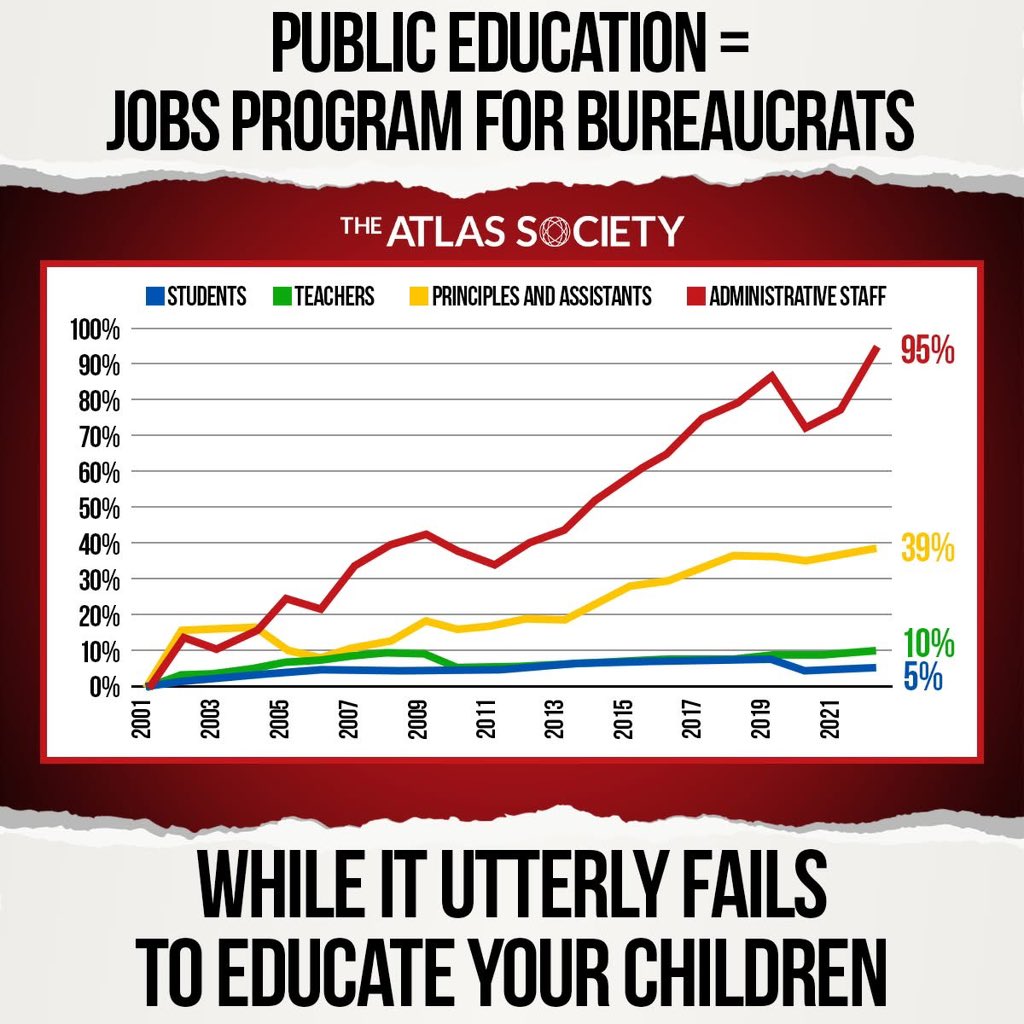 PUBLIC EDUCATION =
JOBS PROGRAM FOR BUREAUCRATS
THE ATLAS SOCIETY
STUDENTS TEACHERS PRINCIPLES AND ASSISTANTS ADMINISTRATIVE STAFF
100%
90%
80%
70%
60%
50%
40%
30%
20%
10%
0%
95%
39%
10%
5%
2001 2003 2005 2007 2009 2011 2013 2015 2017 2019 2021
WHILE IT UTTERLY FAILS
TO EDUCATE YOUR CHILDREN